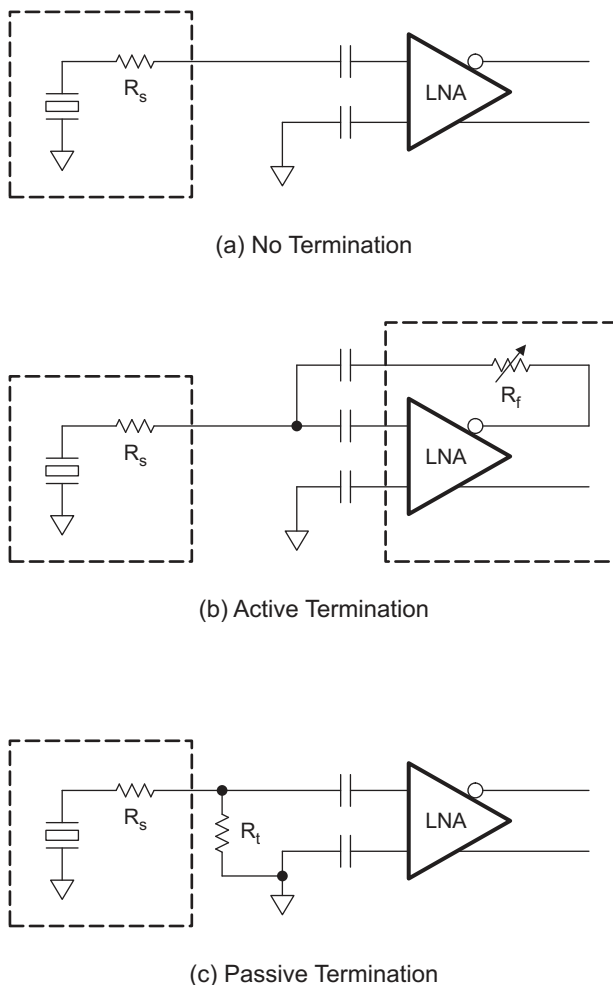 LNA
R_s
(a) No Termination
R_f
R_s
LNA
(b) Active Termination
R_s
R_t
LNA
(c) Passive Termination